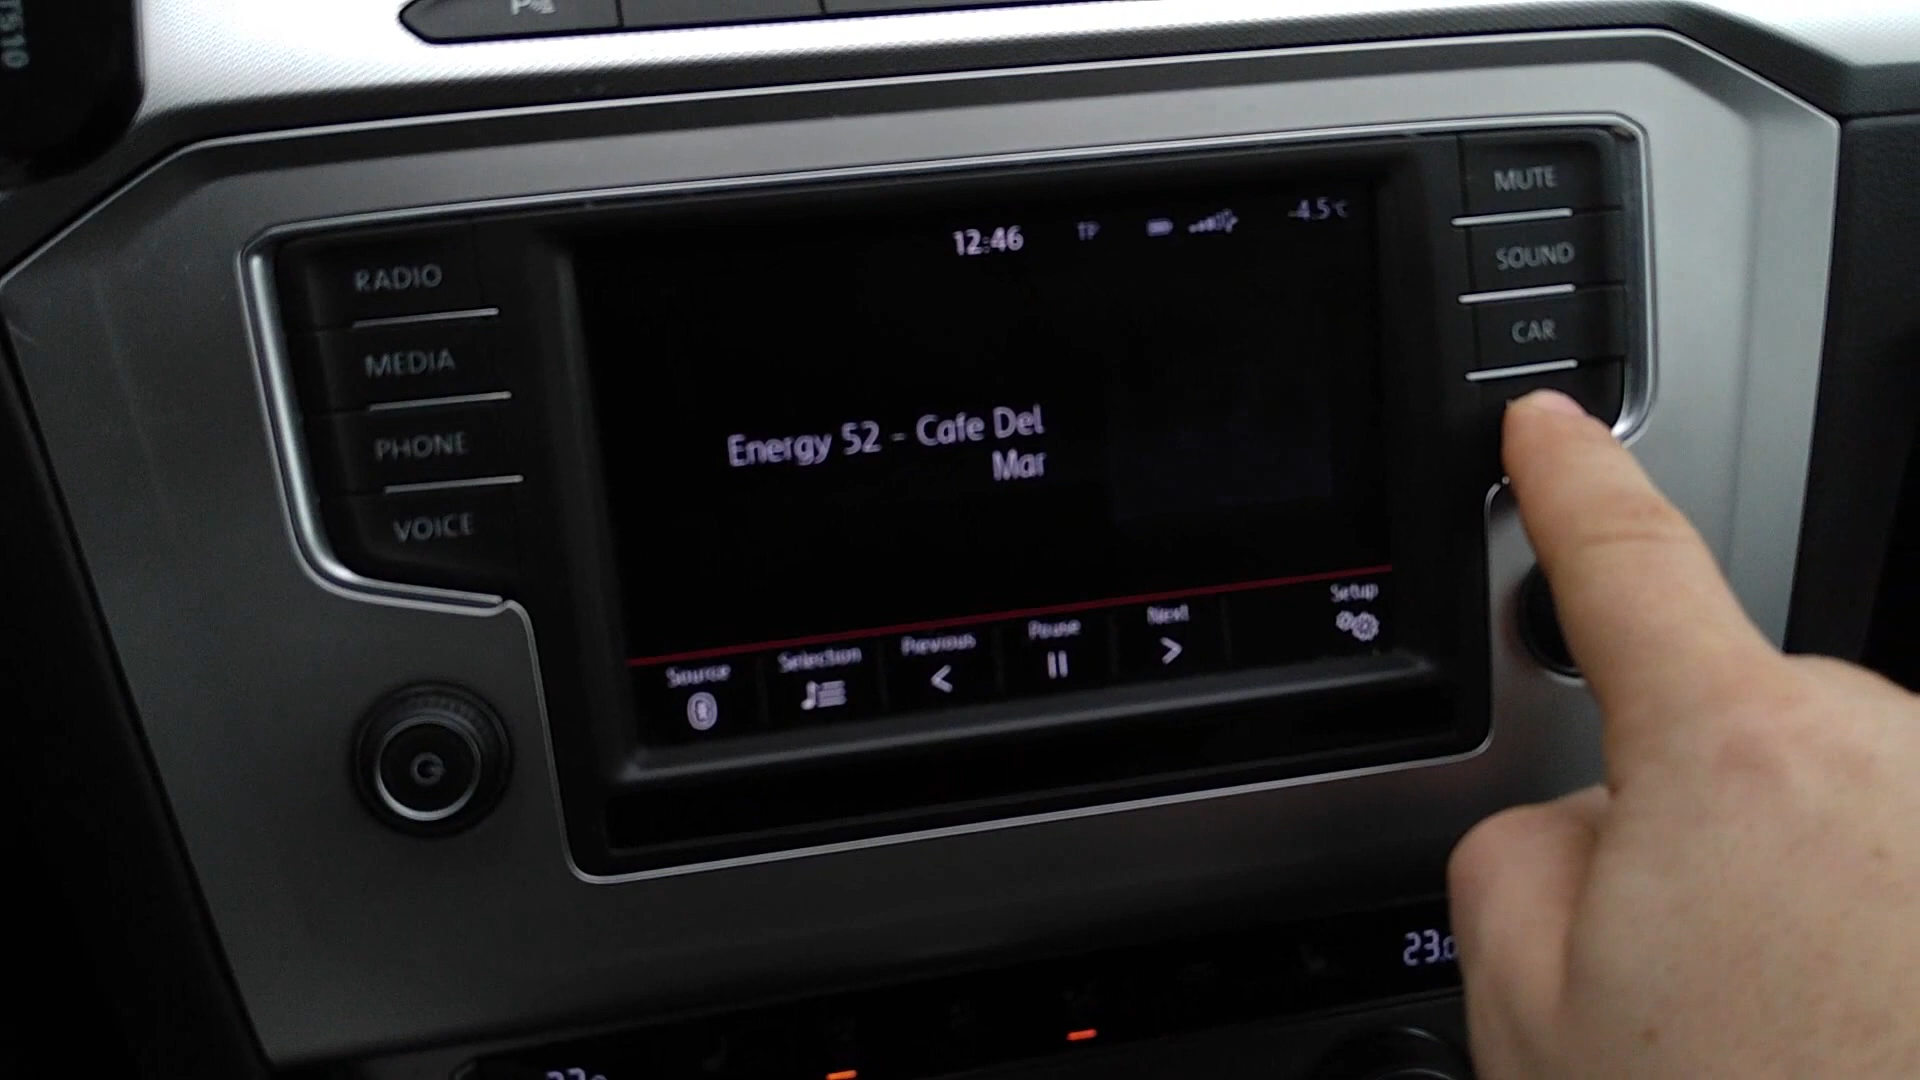 12:46
TP
-4.5°C
MUTE
SOUND
CAR
RADIO
MEDIA
PHONE
VOICE
Energy 52 - Cafe Del
Mar
Source
Selection
Previous
Pause
Next
Setup